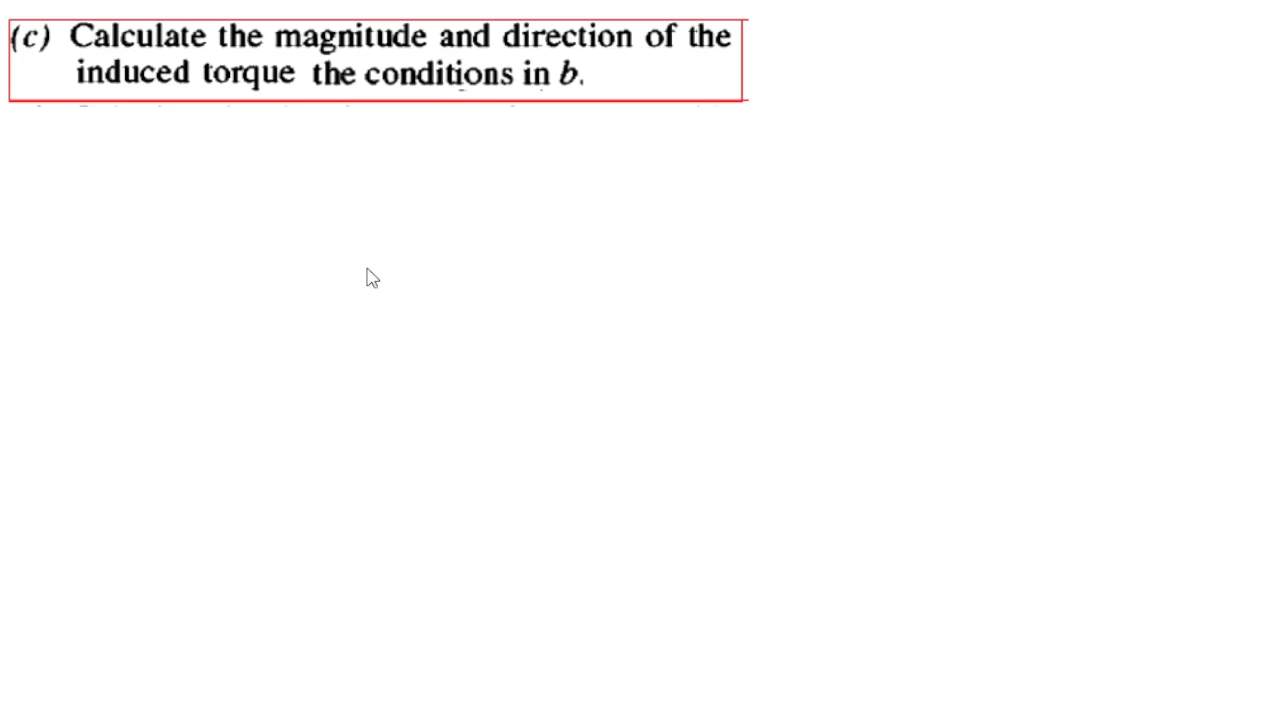 (c) Calculate the magnitude and direction of the
induced torque the conditions in b.